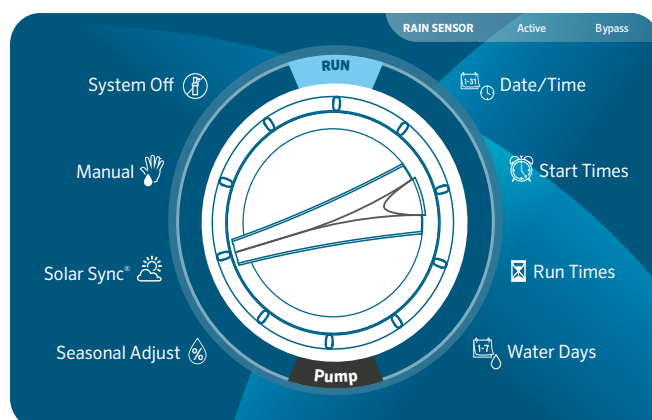 RAIN SENSOR Active Bypass
RUN
System Off
1-31 Date/Time
Manual
Start Times
Solar Sync®
Run Times
Seasonal Adjust %
1-7 Water Days
Pump